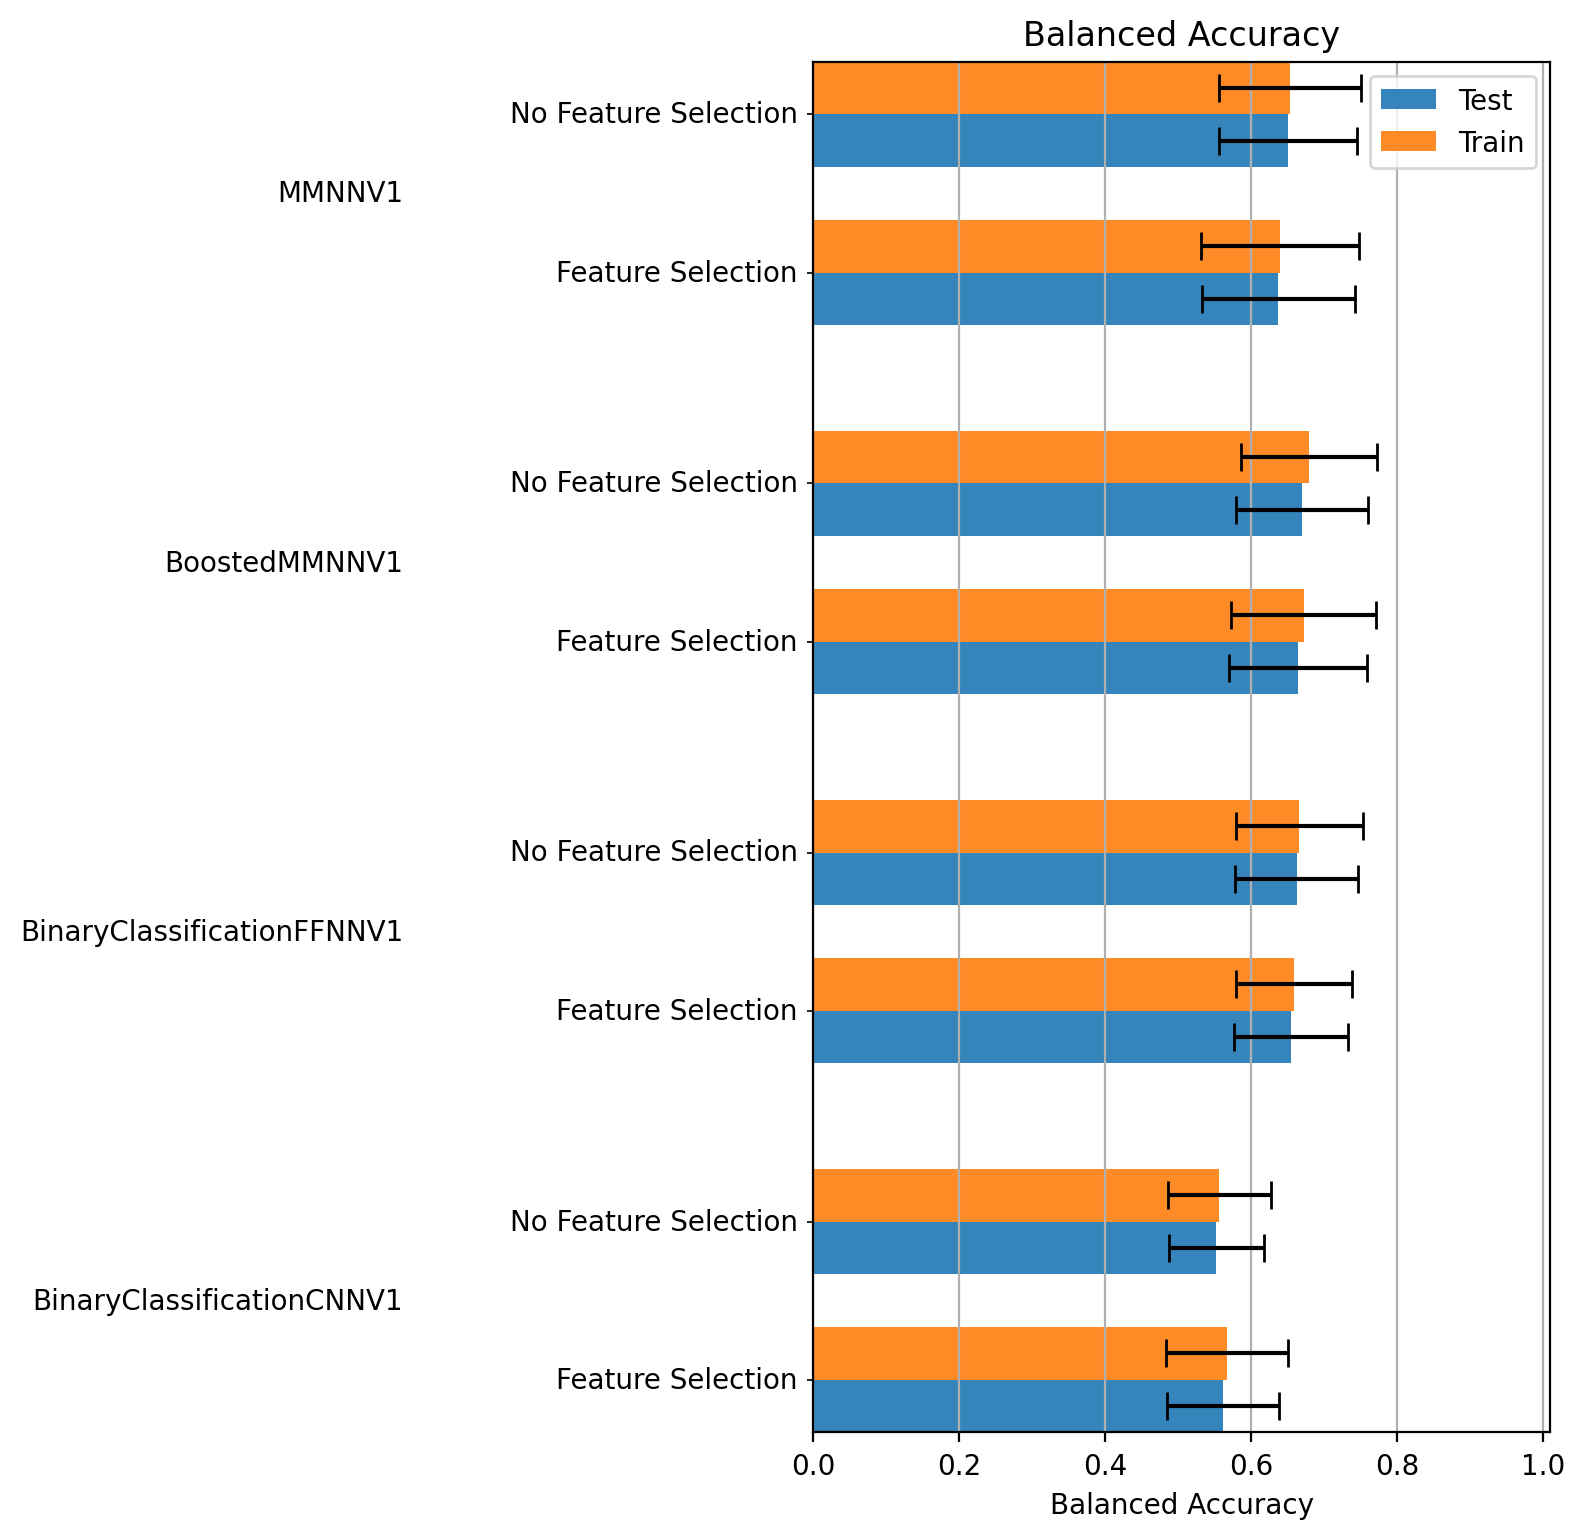 Balanced Accuracy
Test
Train
MMNNV1
No Feature Selection
Feature Selection
BoostedMMNNV1
No Feature Selection
Feature Selection
BinaryClassificationFFNNV1
No Feature Selection
Feature Selection
BinaryClassificationCNNV1
No Feature Selection
Feature Selection
0.0 0.2 0.4 0.6 0.8 1.0
Balanced Accuracy